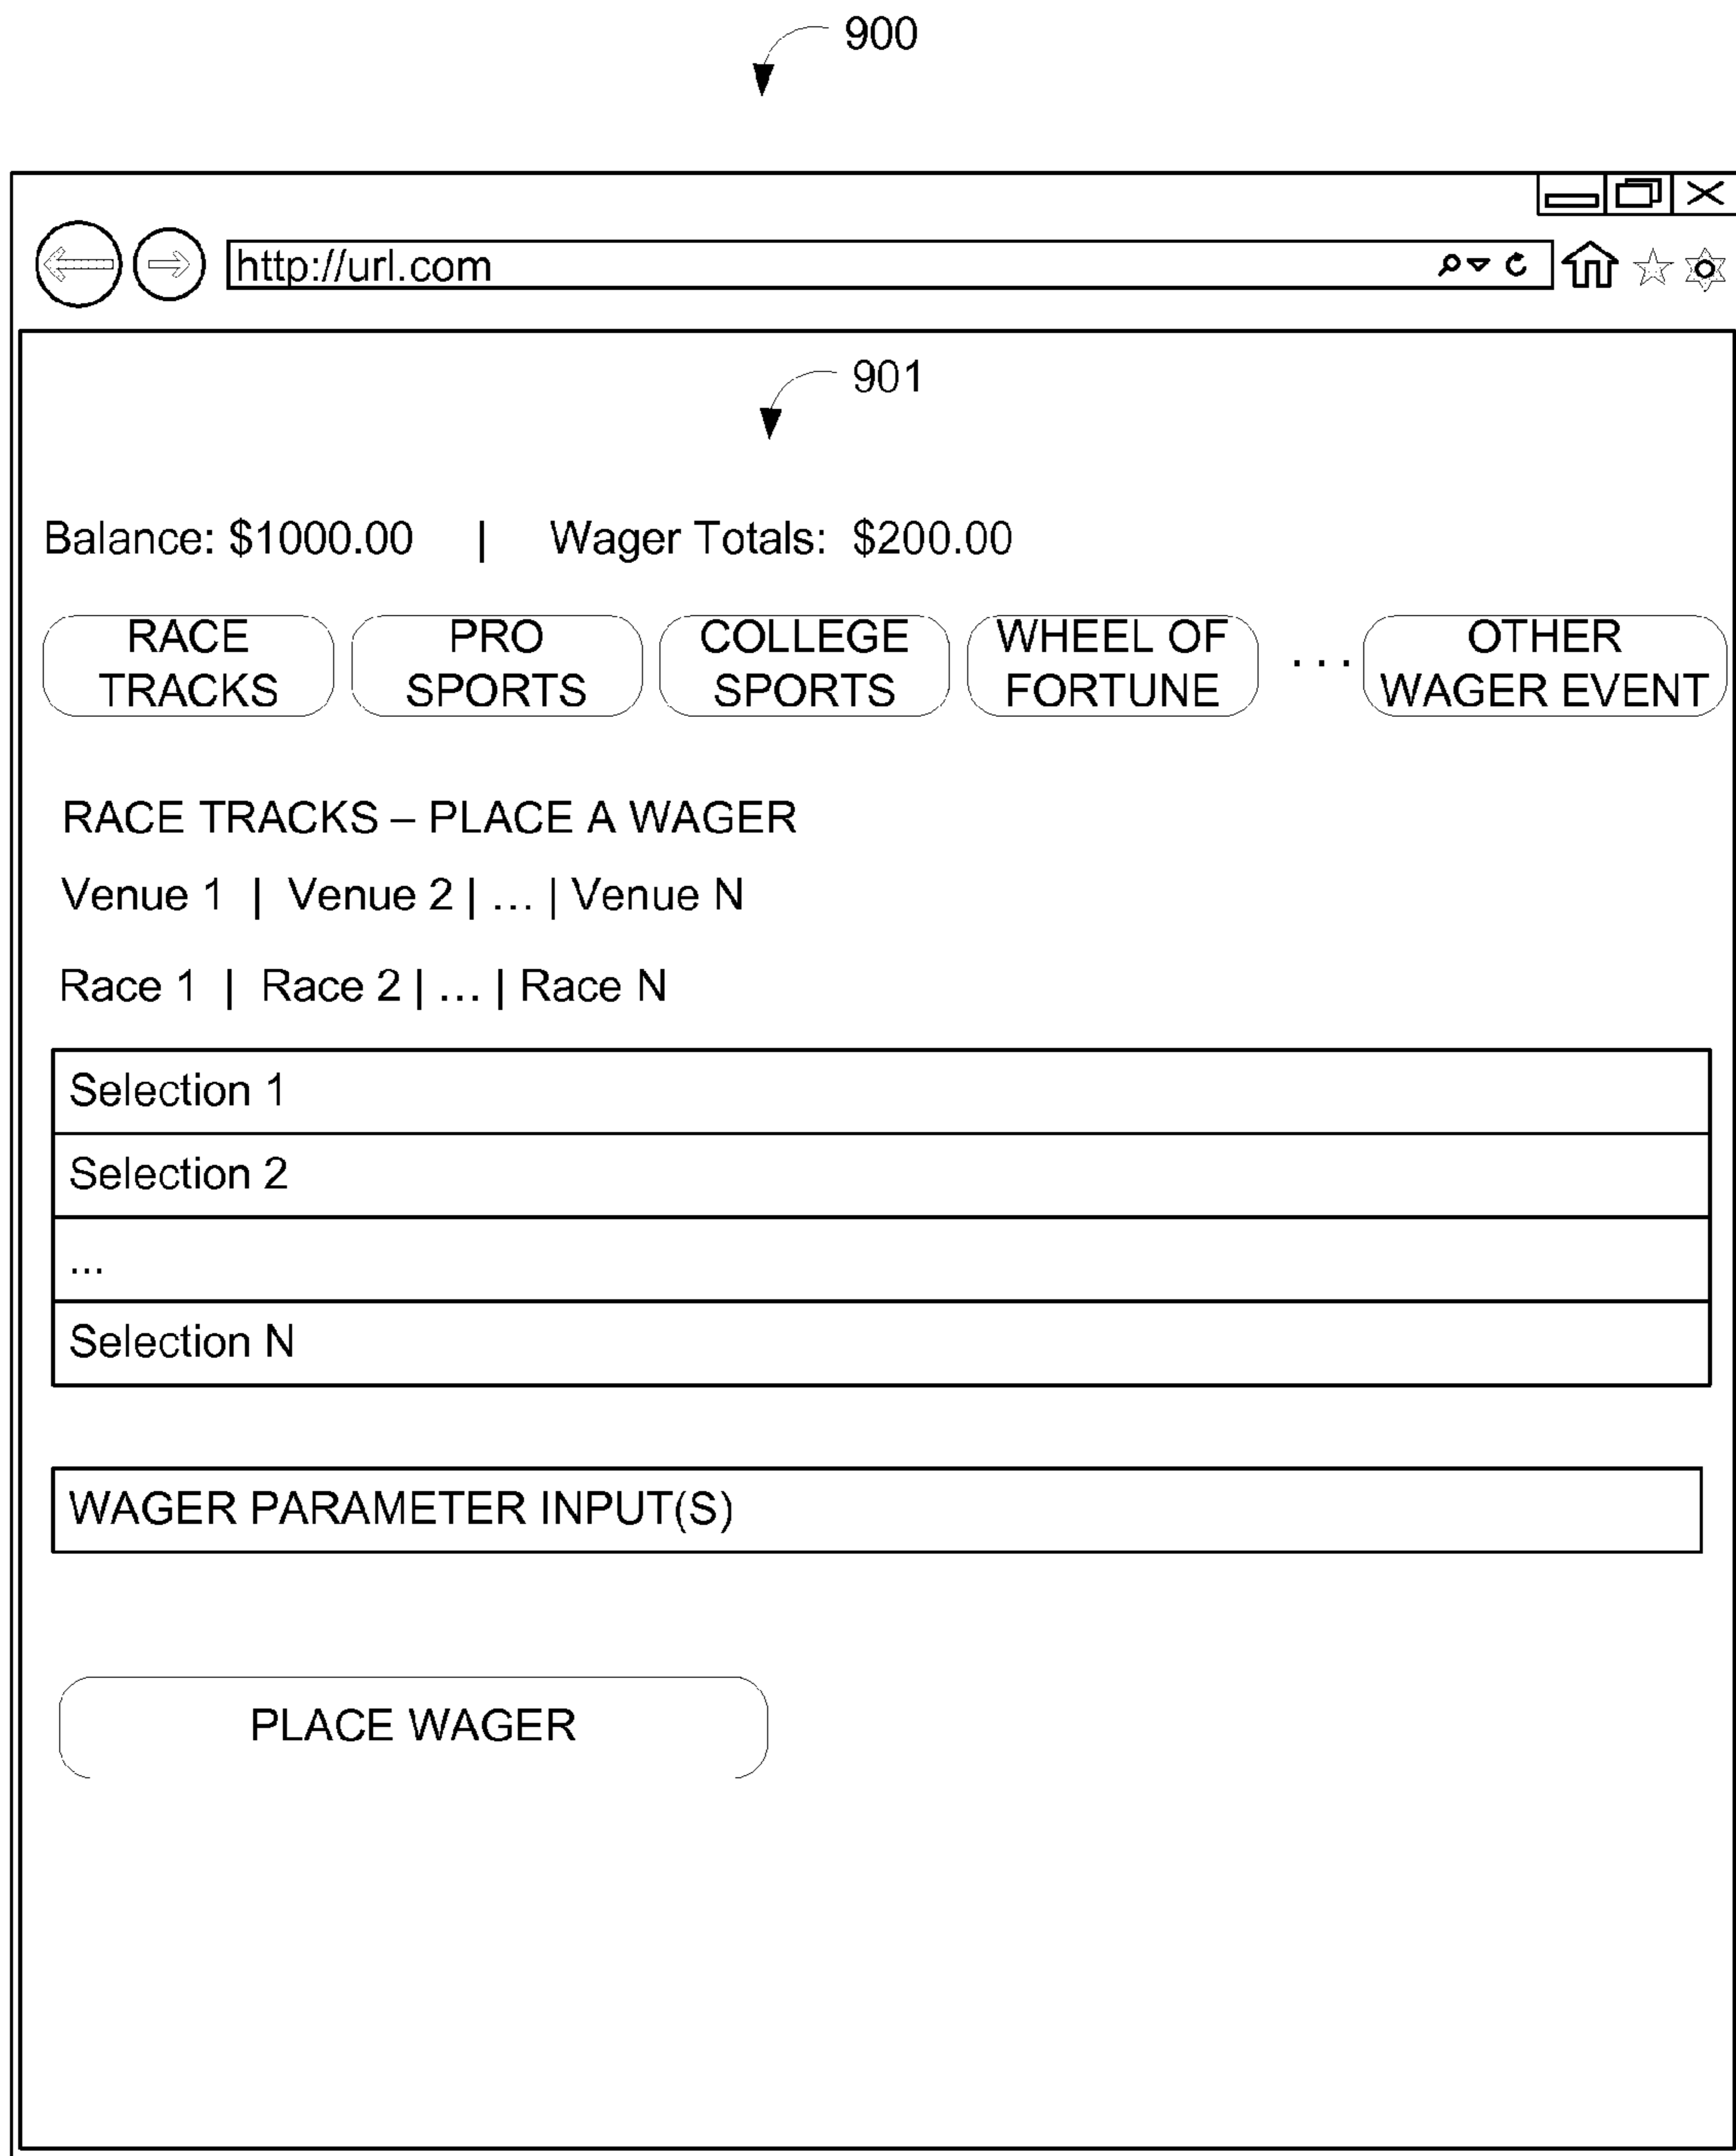 900
http://url.com
901
Balance: $1000.00 | Wager Totals: $200.00
RACE TRACKS
PRO SPORTS
COLLEGE SPORTS
WHEEL OF FORTUNE
...
OTHER WAGER EVENT
RACE TRACKS – PLACE A WAGER
Venue 1 | Venue 2 | ... | Venue N
Race 1 | Race 2 | ... | Race N
Selection 1
Selection 2
...
Selection N
WAGER PARAMETER INPUT(S)
PLACE WAGER